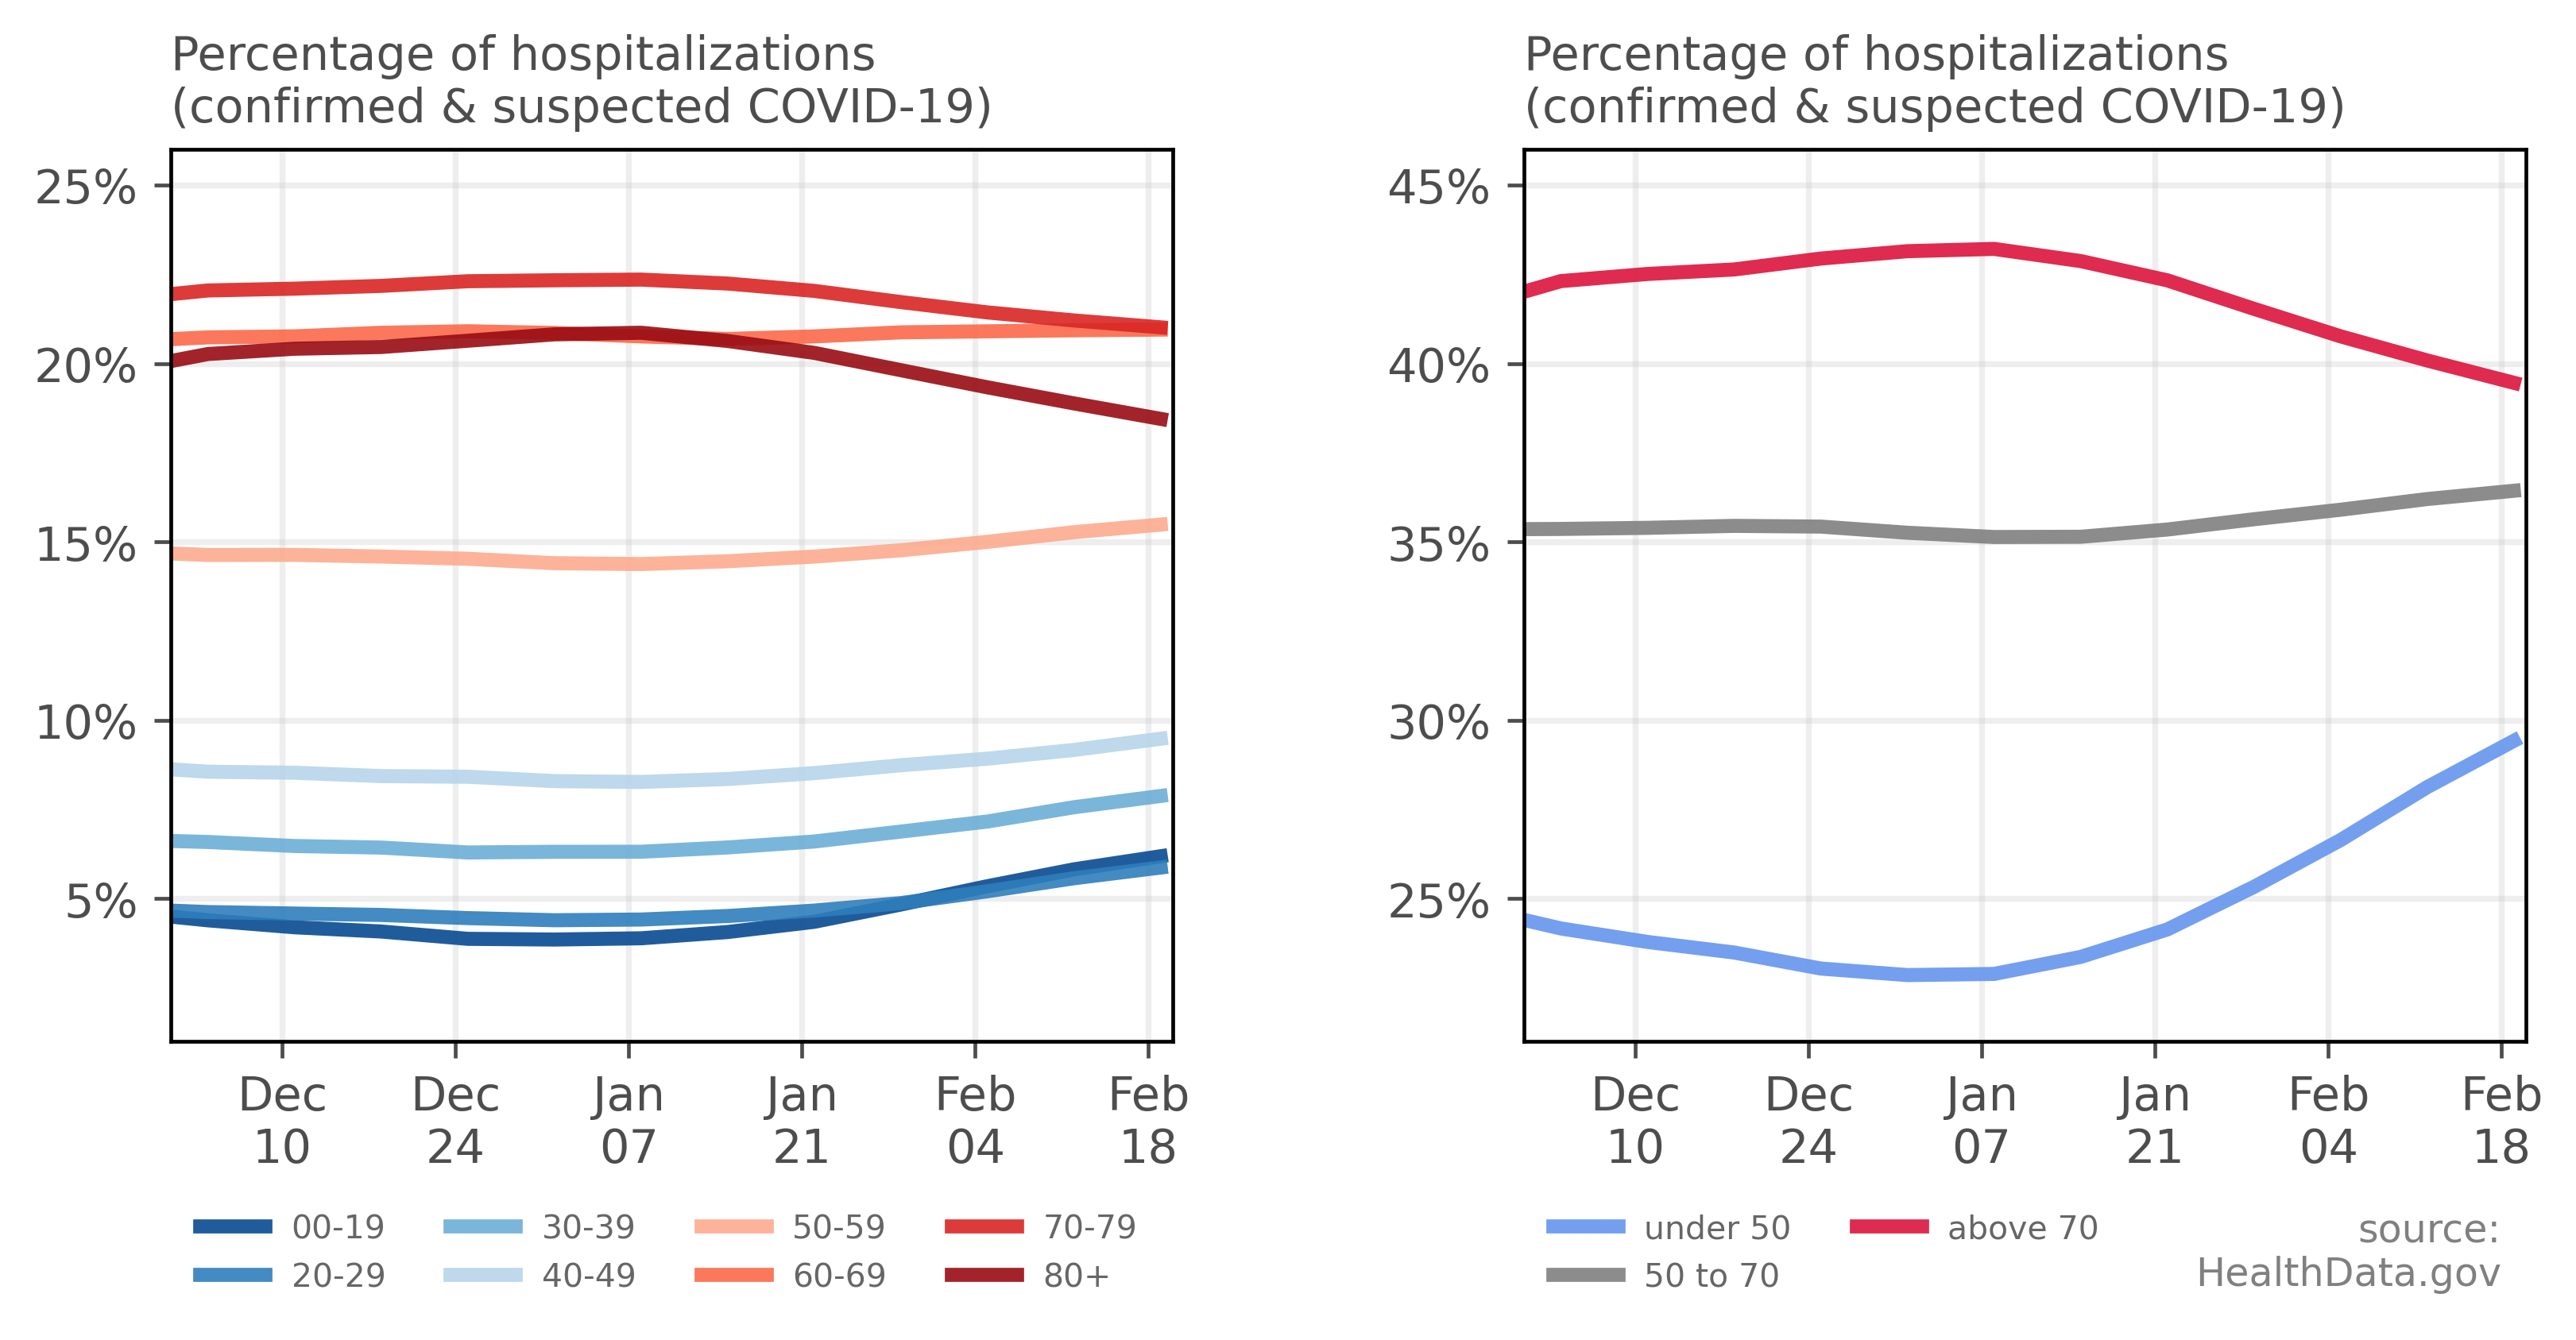 Percentage of hospitalizations
(confirmed & suspected COVID-19)
25%
20%
15%
10%
5%
Dec
10
Dec
24
Jan
07
Jan
21
Feb
04
Feb
18
00-19
30-39
50-59
70-79
20-29
40-49
60-69
80+
Percentage of hospitalizations
(confirmed & suspected COVID-19)
45%
40%
35%
30%
25%
Dec
10
Dec
24
Jan
07
Jan
21
Feb
04
Feb
18
under 50
above 70
50 to 70
source:
HealthData.gov